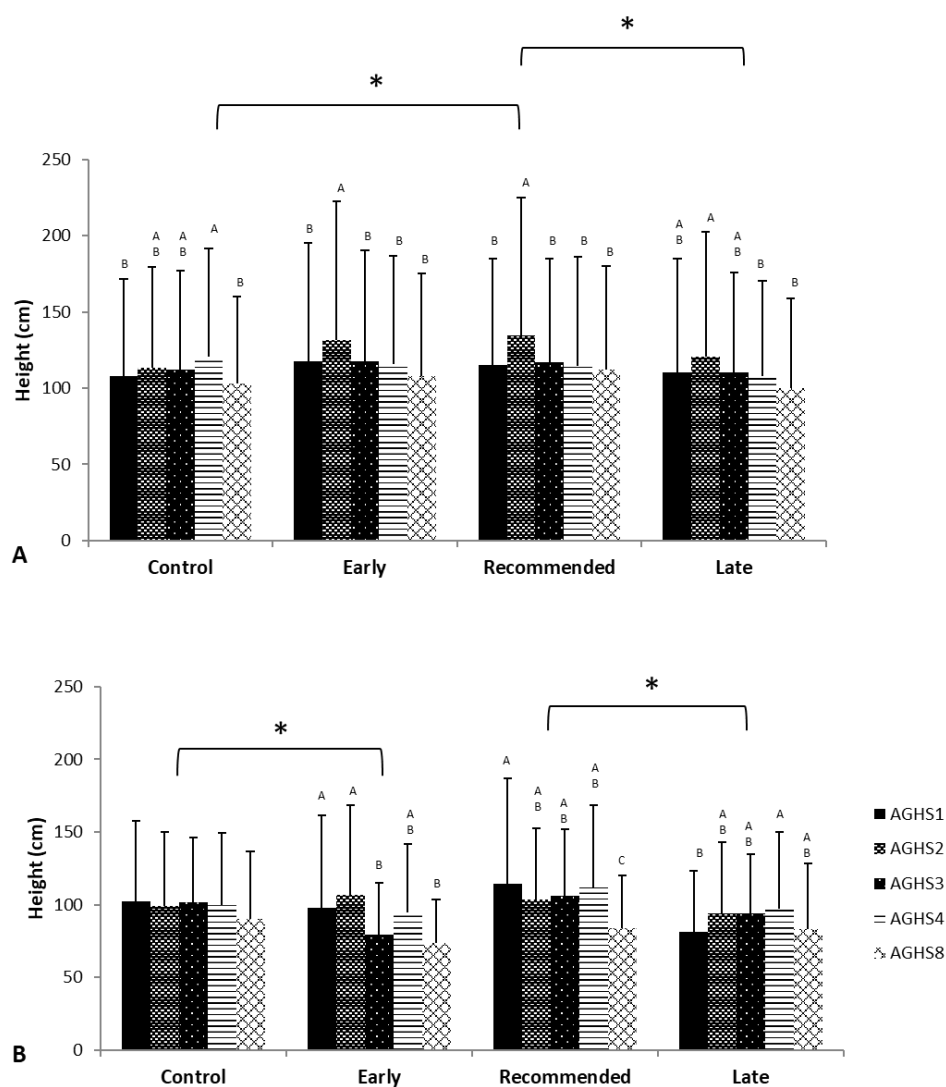 *
*
250
A
A
A A A A A
B B
200
B B B B B B B B
B B B
B
150
Height (cm)
100
50
0
A
Control Early Recommended Late
250
*
*
200
A
A A A
B
A A A A A A
B B B B B
150
B B C B
B
AGHS1
AGHS2
Height (cm)
100
AGHS3
AGHS4
50
AGHS8
0
B
Control Early Recommended Late